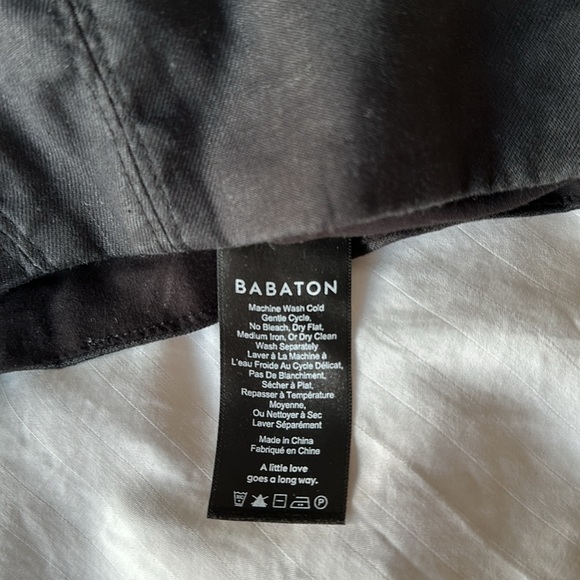 BABATON
Machine Wash Cold
Gentle Cycle,
No Bleach, Dry Flat,
Medium Iron, Or Dry Clean
Wash Separately
Laver à La Machine à
L'eau Froide Au Cycle Délicat,
Pas De Blanchiment,
Sécher à Plat,
Repasser à Température
Moyenne,
Ou Nettoyer à Sec
Laver Séparément
Made in China
Fabriqué en Chine
A little love
goes a long way.
P